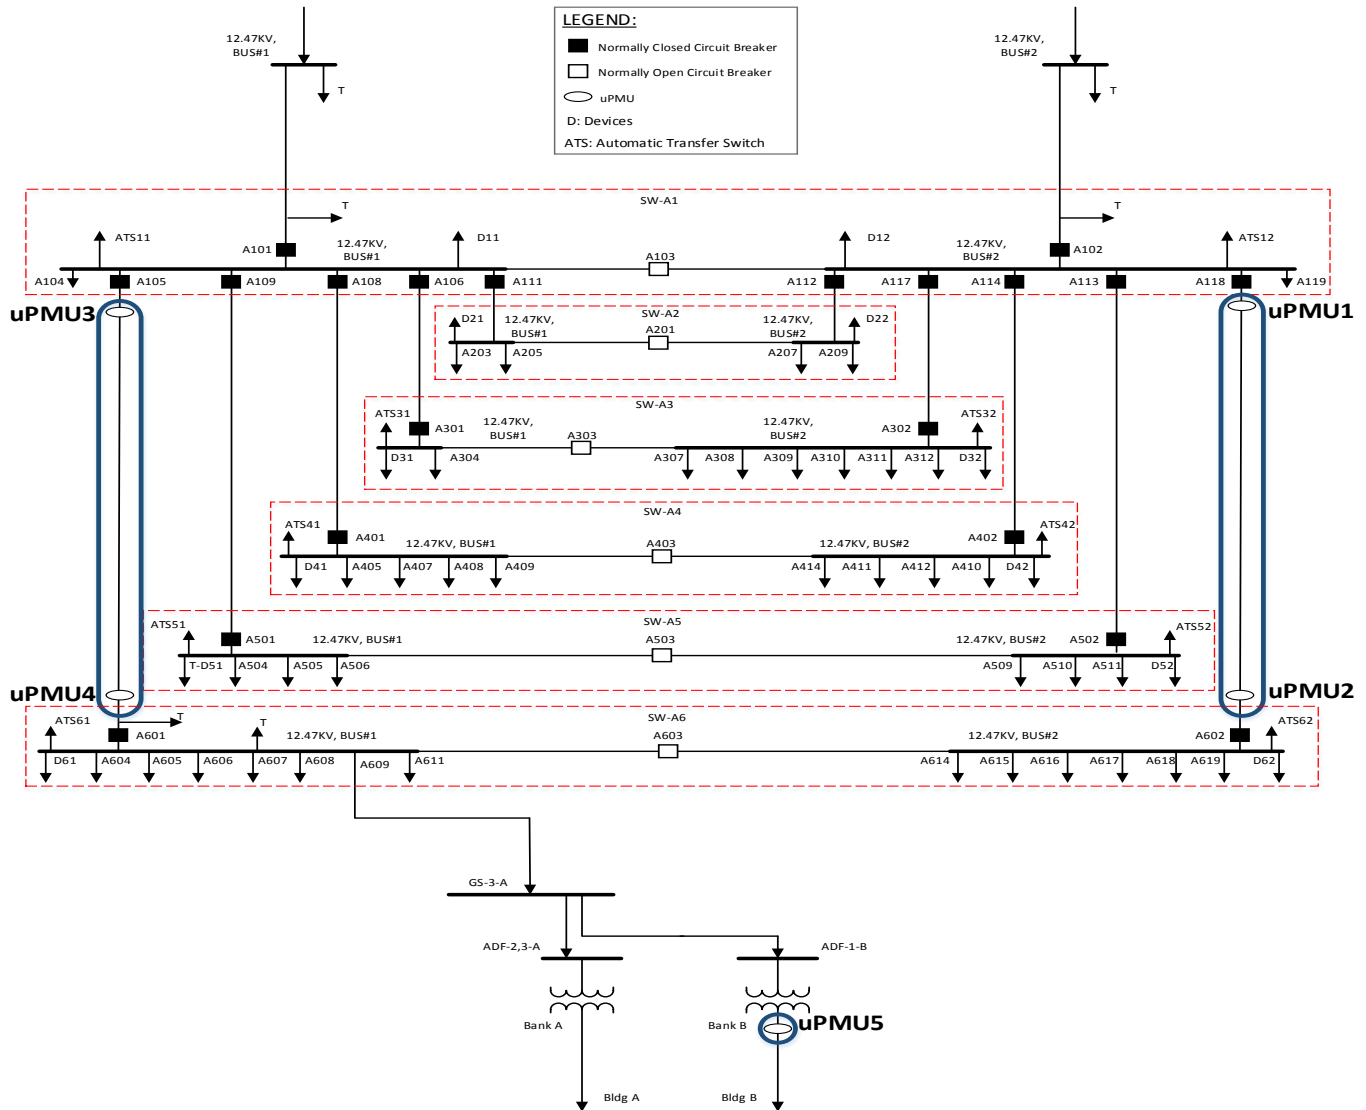 LEGEND:
Normally Closed Circuit Breaker
Normally Open Circuit Breaker
uPMU
D: Devices
ATS: Automatic Transfer Switch
12.47KV,
BUS#1
T
12.47KV,
BUS#2
T
SW-A1
T
T
ATS11
A101
12.47KV,
BUS#1
D11
A103
D12
12.47KV,
BUS#2
A102
ATS12
A104
A105
A109
A108
A106
A111
A112
A117
A114
A113
A118
A119
uPMU3
uPMU1
SW-A2
D21
12.47KV,
BUS#1
A201
12.47KV,
BUS#2
D22
A203
A205
A207
A209
SW-A3
ATS31
A301
12.47KV,
BUS#1
A303
12.47KV,
BUS#2
A302
ATS32
D31
A304
A307
A308
A309
A310
A311
A312
D32
SW-A4
ATS41
A401
12.47KV, BUS#1
A403
12.47KV, BUS#2
A402
ATS42
D41
A405
A407
A408
A409
A414
A411
A412
A410
D42
SW-A5
ATS51
A501
12.47KV, BUS#1
A503
12.47KV, BUS#2
A502
ATS52
T-D51
A504
A505
A506
A509
A510
A511
D52
uPMU4
uPMU2
SW-A6
ATS61
T
A601
T
12.47KV, BUS#1
A603
12.47KV, BUS#2
A602
ATS62
D61
A604
A605
A606
A607
A608
A609
A611
A614
A615
A616
A617
A618
A619
D62
GS-3-A
ADF-2,3-A
ADF-1-B
Bank A
Bank B
uPMU5
Bldg A
Bldg B